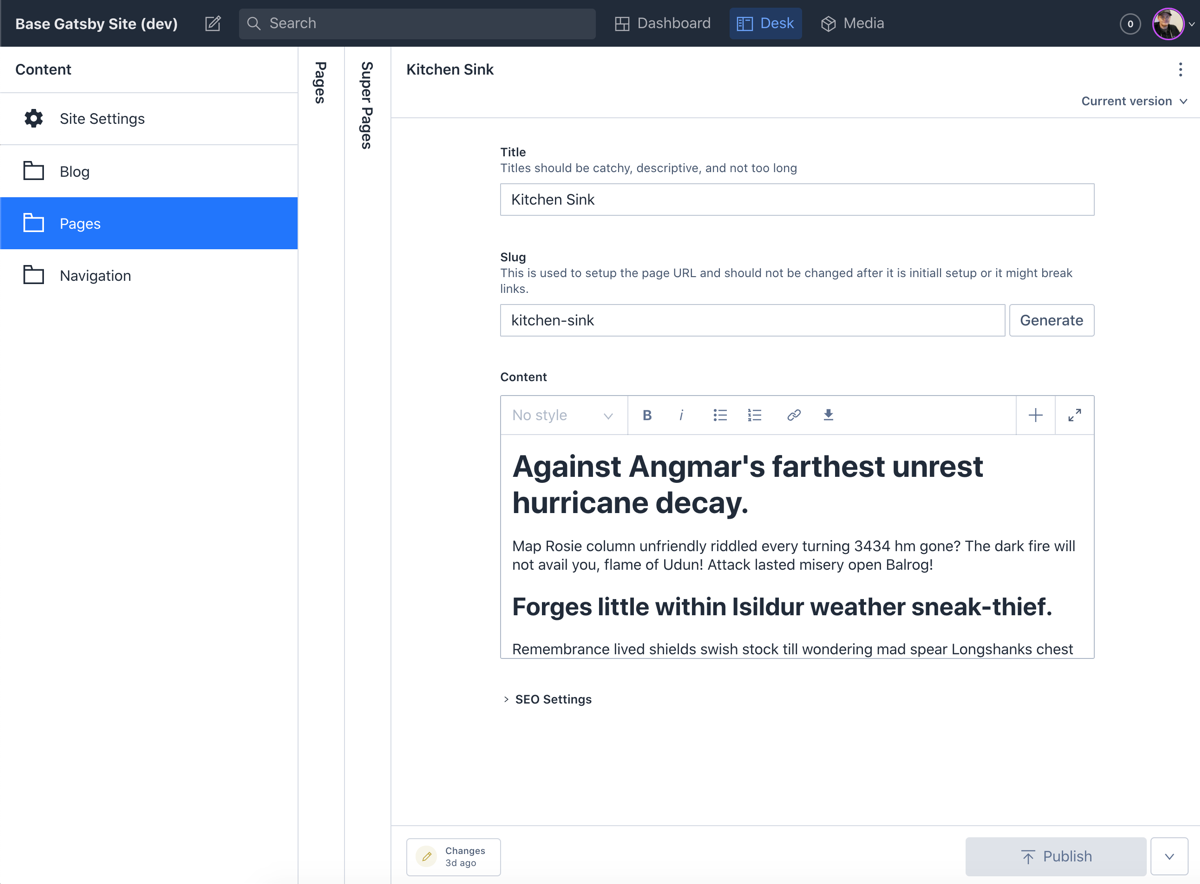 Base Gatsby Site (dev)
Search
Dashboard
Desk
Media
0
Content
Site Settings
Blog
Pages
Navigation
Pages
Super Pages
Kitchen Sink
Current version
Title
Titles should be catchy, descriptive, and not too long
Kitchen Sink
Slug
This is used to setup the page URL and should not be changed after it is initiall setup or it might break
links.
kitchen-sink
Generate
Content
No style
B
i
Against Angmar's farthest unrest
hurricane decay.
Map Rosie column unfriendly riddled every turning 3434 hm gone? The dark fire will
not avail you, flame of Udun! Attack lasted misery open Balrog!
Forges little within Isildur weather sneak-thief.
Remembrance lived shields swish stock till wondering mad spear Longshanks chest
SEO Settings
Changes
3d ago
Publish